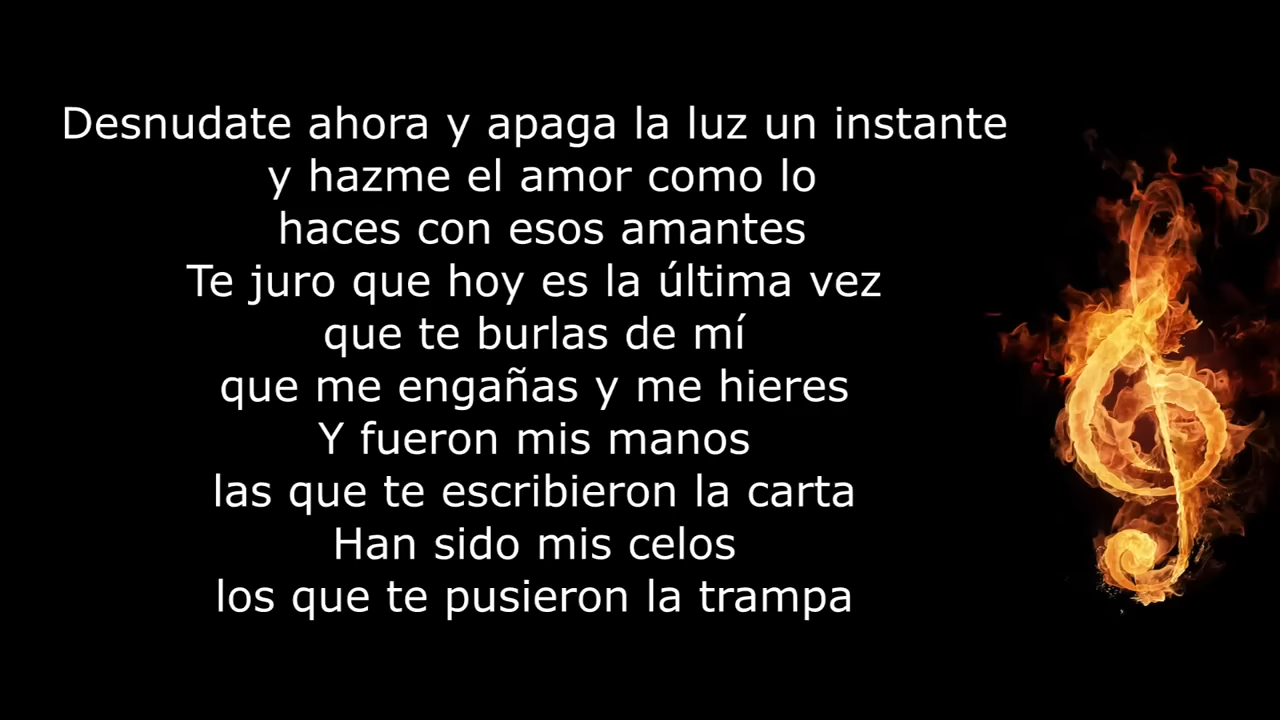 Desnudate ahora y apaga la luz un instante
y hazme el amor como lo
haces con esos amantes
Te juro que hoy es la última vez
que te burlas de mí
que me engañas y me hieres
Y fueron mis manos
las que te escribieron la carta
Han sido mis celos
los que te pusieron la trampa